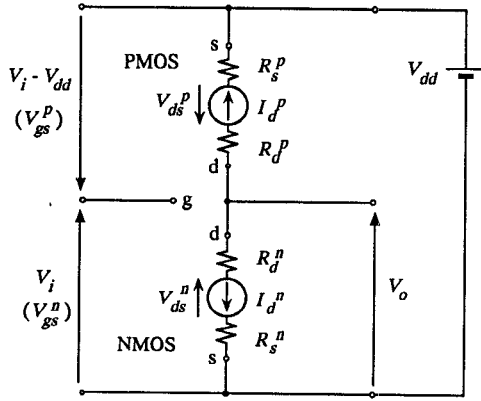 s
PMOS
R_s^p
V_i - V_dd
(V_gs^p)
V_ds^p
I_d^p
V_dd
R_d^p
d
g
d
R_d^n
V_i
(V_gs^n)
V_ds^n
I_d^n
V_o
NMOS
R_s^n
s